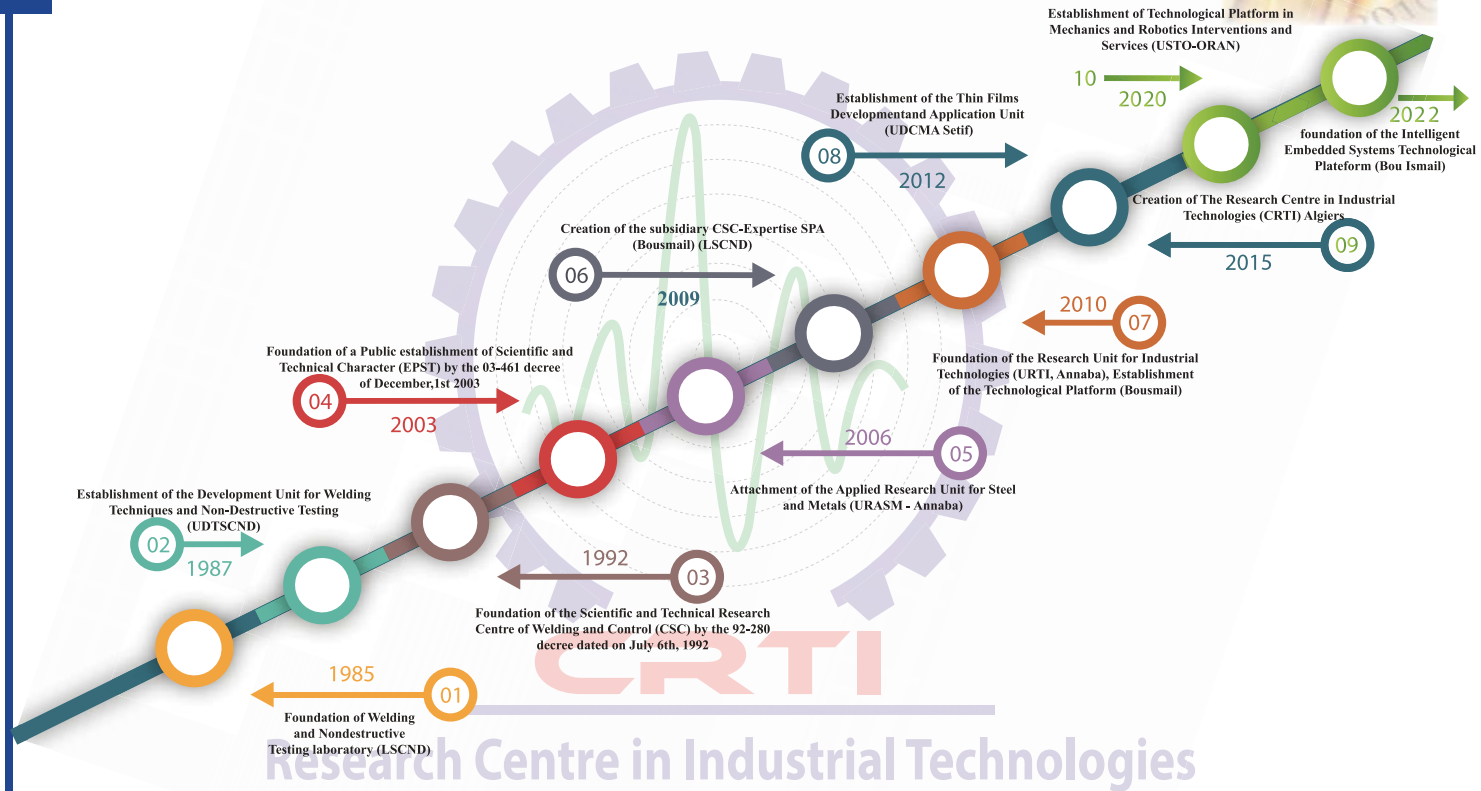 Establishment of Technological Platform in
Mechanics and Robotics Interventions and
Services (USTO-ORAN)
10
2020
2022
foundation of the Intelligent
Embedded Systems Technological
Plateform (Bou Ismail)
Establishment of the Thin Films
Developmentand Application Unit
(UDCMA Setif)
08
2012
Creation of The Research Centre in Industrial
Technologies (CRTI) Algiers
09
2015
Creation of the subsidiary CSC-Expertise SPA
(Bousmail) (LSCND)
06
2009
2010
07
Foundation of the Research Unit for Industrial
Technologies (URTI, Annaba), Establishment
of the Technological Platform (Bousmail)
Foundation of a Public establishment of Scientific and
Technical Character (EPST) by the 03-461 decree
of December,1st 2003
04
2003
2006
05
Attachment of the Applied Research Unit for Steel
and Metals (URASM - Annaba)
Establishment of the Development Unit for Welding
Techniques and Non-Destructive Testing
(UDTSCND)
02
1987
1992
03
Foundation of the Scientific and Technical Research
Centre of Welding and Control (CSC) by the 92-280
decree dated on July 6th, 1992
1985
01
Foundation of Welding
and Nondestructive
Testing laboratory (LSCND)
CRTI
Research Centre in Industrial Technologies